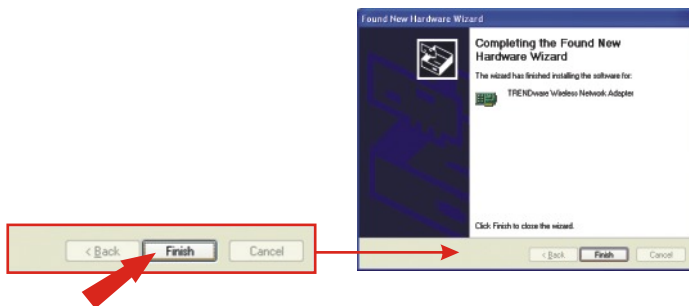 Found New Hardware Wizard
Completing the Found New
Hardware Wizard
The wizard has finished installing the software for:
TRENDware Wireless Network Adapter
Click Finish to close the wizard.
< Back Finish Cancel
< Back Finish Cancel